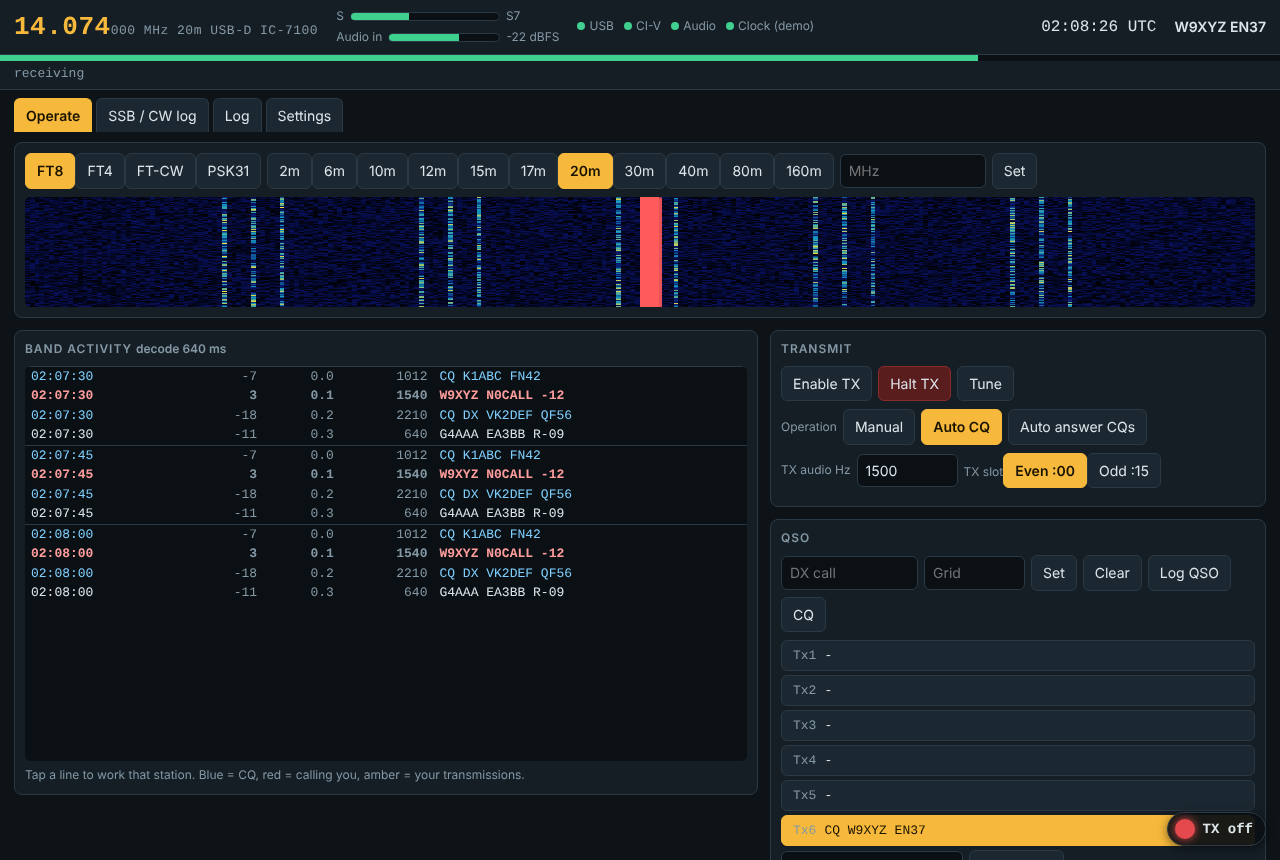 14.074000 MHz 20m USB-D IC-7100
S S7
Audio in -22 dBFS
USB CI-V Audio Clock (demo)
02:08:26 UTC W9XYZ EN37
receiving
Operate SSB / CW log Log Settings
FT8 FT4 FT-CW PSK31 2m 6m 10m 12m 15m 17m 20m 30m 40m 80m 160m MHz Set
BAND ACTIVITY decode 640 ms
02:07:30 -7 0.0 1012 CQ K1ABC FN42
02:07:30 3 0.1 1540 W9XYZ N0CALL -12
02:07:30 -18 0.2 2210 CQ DX VK2DEF QF56
02:07:30 -11 0.3 640 G4AAA EA3BB R-09
02:07:45 -7 0.0 1012 CQ K1ABC FN42
02:07:45 3 0.1 1540 W9XYZ N0CALL -12
02:07:45 -18 0.2 2210 CQ DX VK2DEF QF56
02:07:45 -11 0.3 640 G4AAA EA3BB R-09
02:08:00 -7 0.0 1012 CQ K1ABC FN42
02:08:00 3 0.1 1540 W9XYZ N0CALL -12
02:08:00 -18 0.2 2210 CQ DX VK2DEF QF56
02:08:00 -11 0.3 640 G4AAA EA3BB R-09
Tap a line to work that station. Blue = CQ, red = calling you, amber = your transmissions.
TRANSMIT
Enable TX Halt TX Tune
Operation Manual Auto CQ Auto answer CQs
TX audio Hz 1500 TX slot Even :00 Odd :15
QSO
DX call Grid Set Clear Log QSO
CQ
Tx1 -
Tx2 -
Tx3 -
Tx4 -
Tx5 -
Tx6 CQ W9XYZ EN37
TX off